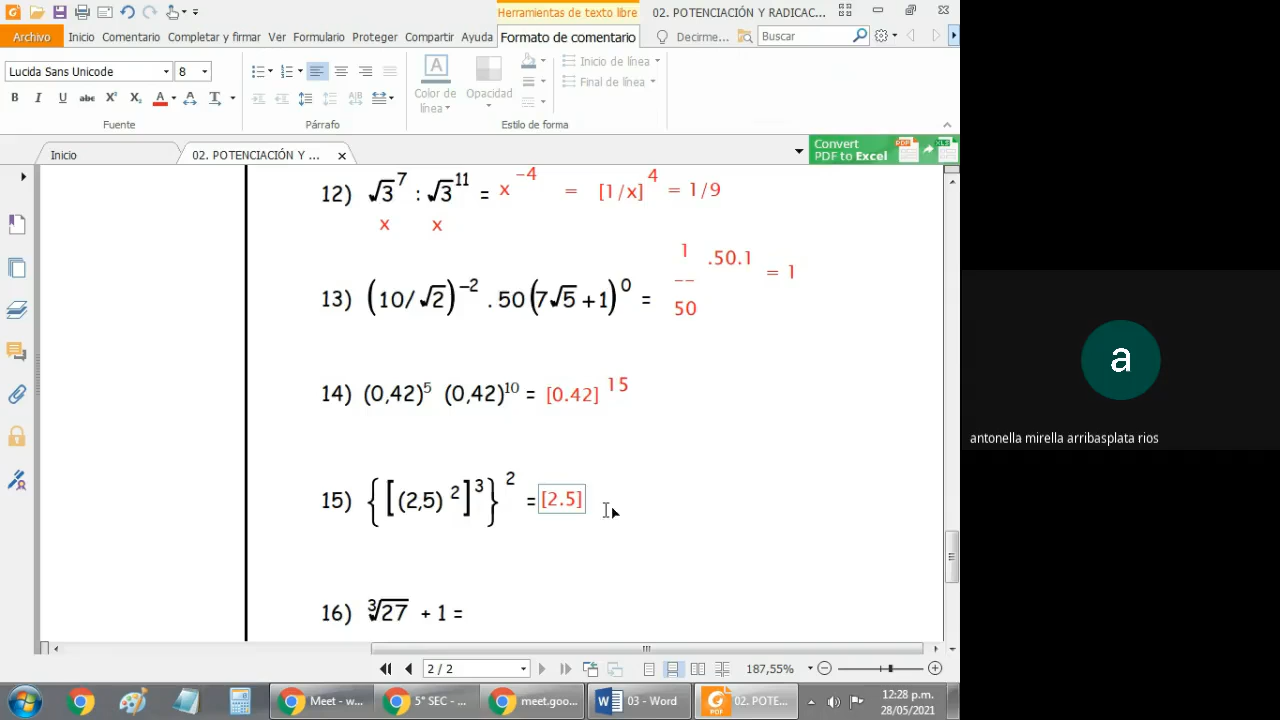 Herramientas de texto libre
02. POTENCIACIÓN Y RADICAC...
Archivo Inicio Comentario Completar y firmar Ver Formulario Proteger Compartir Ayuda Formato de comentario Decirme... Buscar
Lucida Sans Unicode 8
Color de línea Opacidad
Inicio de línea
Final de línea
Fuente Párrafo Estilo de forma
Inicio
02. POTENCIACIÓN Y ...
Convert PDF to Excel
12) √3⁷ : √3¹¹ = x⁻⁴ = [1/x]⁴ = 1/9
x x
13) (10/√2)⁻² . 50(7√5 + 1)⁰ = 1/50 .50.1 = 1
14) (0,42)⁵ (0,42)¹⁰ = [0.42]¹⁵
15) {[(2,5)²]³}² = [2.5]
16) ³√27 + 1 =
a
antonella mirella arribasplata rios
2 / 2
187,55%
Meet - w... 5° SEC - ... meet.goo... 03 - Word 02. POTE...
12:28 p.m.
28/05/2021